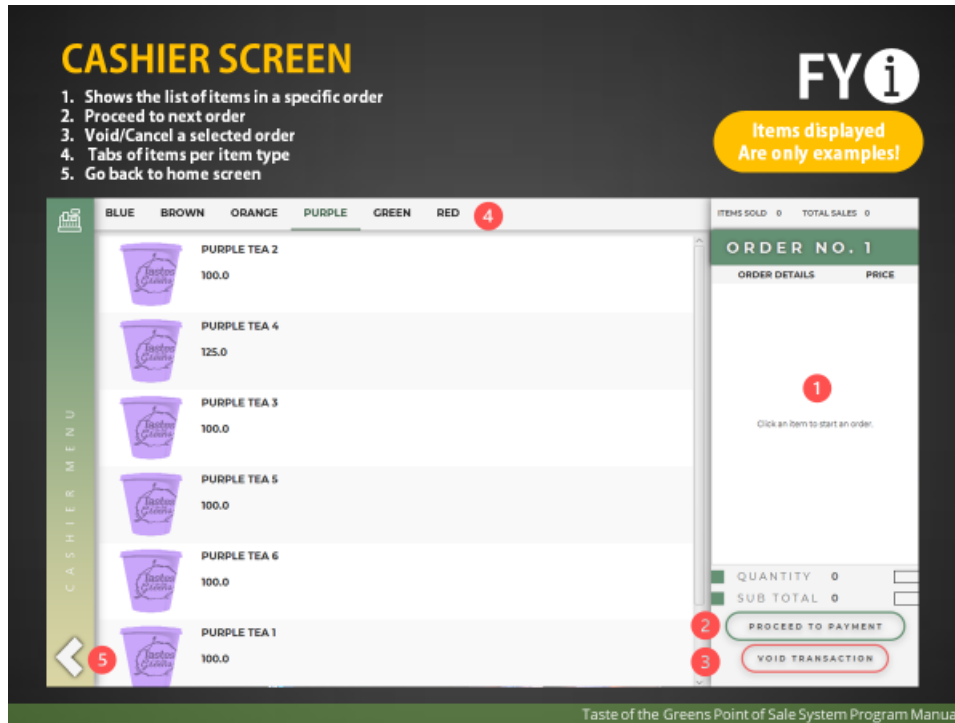 CASHIER SCREEN
1. Shows the list of items in a specific order
2. Proceed to next order
3. Void/Cancel a selected order
4. Tabs of items per item type
5. Go back to home screen
FYi
Items displayed
Are only examples!
BLUE BROWN ORANGE PURPLE GREEN RED 4
ITEMS SOLD 0 TOTAL SALES 0
ORDER NO. 1
ORDER DETAILS PRICE
PURPLE TEA 2
100.0
PURPLE TEA 4
125.0
PURPLE TEA 3
100.0
PURPLE TEA 5
100.0
PURPLE TEA 6
100.0
PURPLE TEA 1
100.0
1
Click an item to start an order.
QUANTITY 0
SUB TOTAL 0
2 PROCEED TO PAYMENT
3 VOID TRANSACTION
CASHIER MENU
5
Taste of the Greens Point of Sale System Program Manua